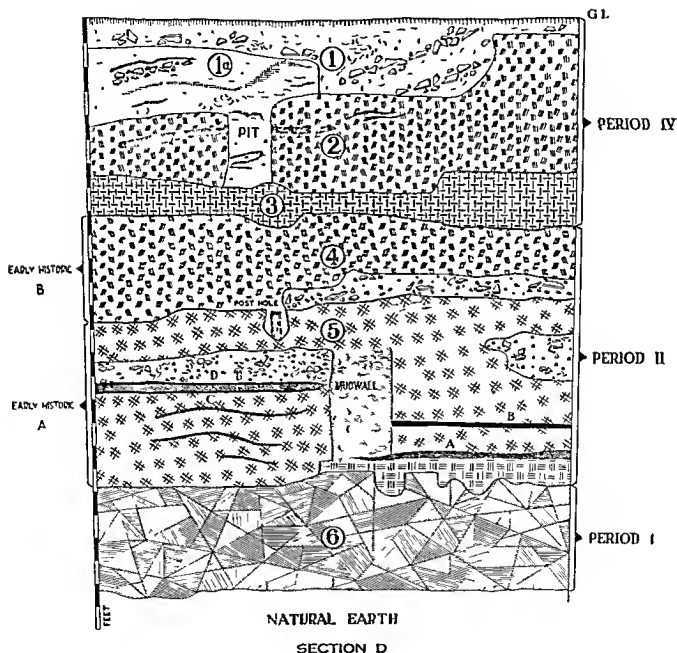 G L
1
1a
PIT
2
PERIOD IV
3
4
EARLY HISTORIC
B
POST HOLE
5
D
PERIOD II
MUDWALL
C
EARLY HISTORIC
A
B
A
6
PERIOD I
FEET
NATURAL EARTH
SECTION D